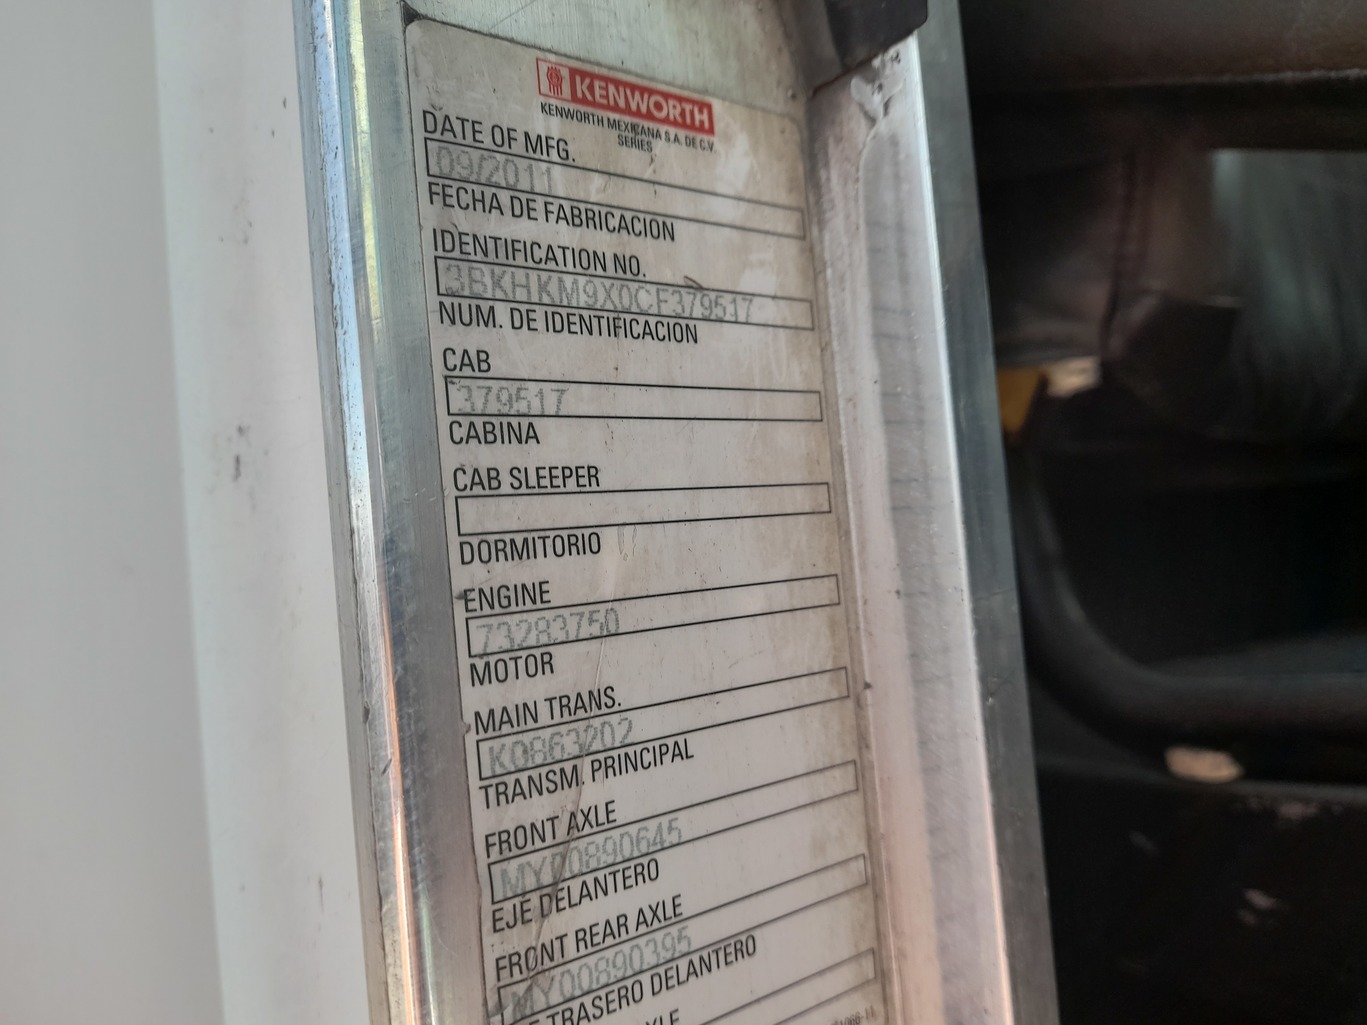 KENWORTH
KENWORTH MEXICANA S.A. DE C.V.
SERIES
DATE OF MFG.
09/2011
FECHA DE FABRICACION
IDENTIFICATION NO.
3BKHKM9X0CF379517
NUM. DE IDENTIFICACION
CAB
379517
CABINA
CAB SLEEPER
DORMITORIO
ENGINE
73283750
MOTOR
MAIN TRANS.
K0863202
TRANSM. PRINCIPAL
FRONT AXLE
MY00890645
EJE DELANTERO
FRONT REAR AXLE
MY00890395
TRASERO DELANTERO